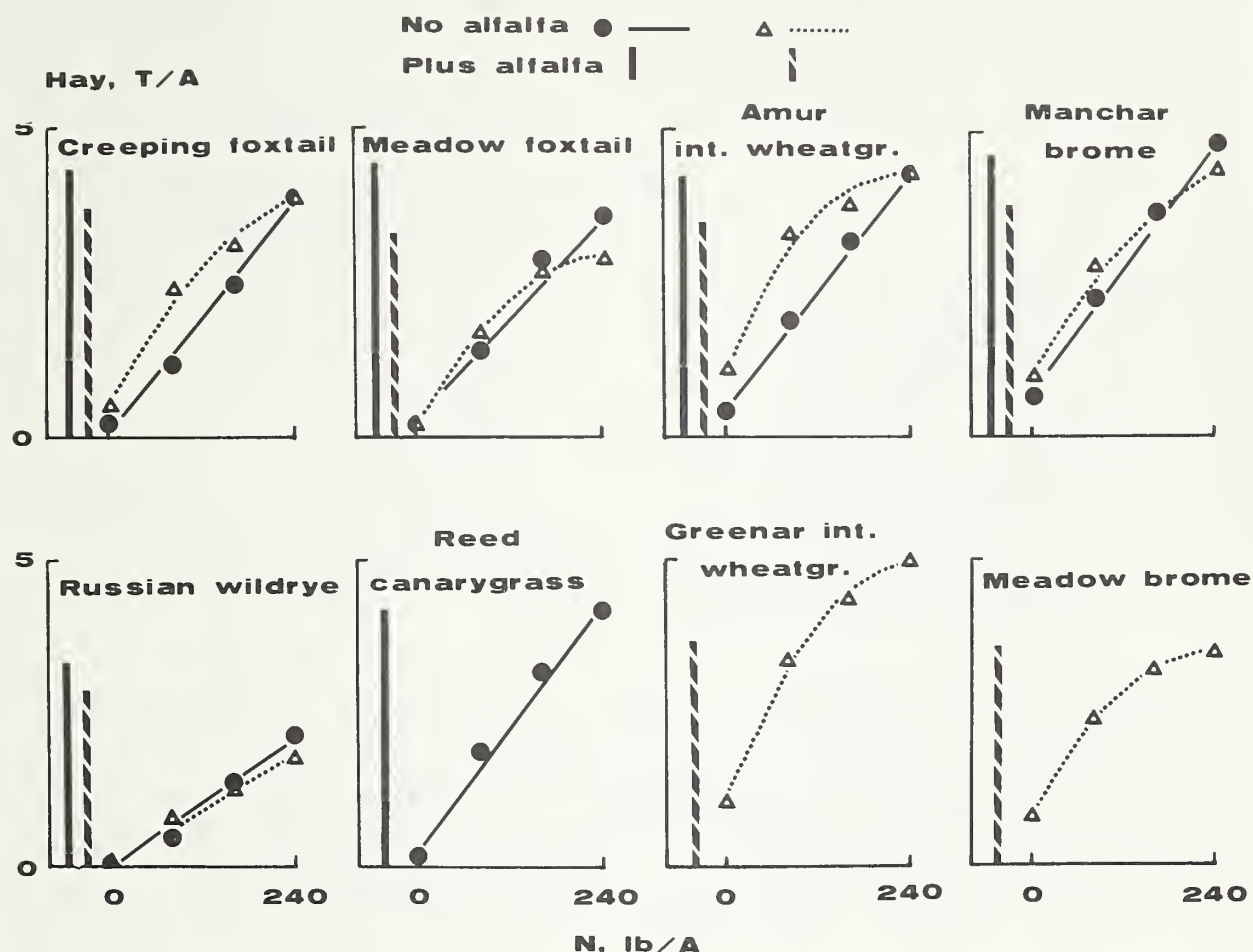 No alfalfa
Plus alfalfa
Hay, T/A
5
Creeping foxtail
Meadow foxtail
Amur
int. wheatgr.
Manchar
brome
0
5
Russian wildrye
Reed
canarygrass
Greenar int.
wheatgr.
Meadow brome
0
0 240 0 240 0 240 0 240
N, lb/A